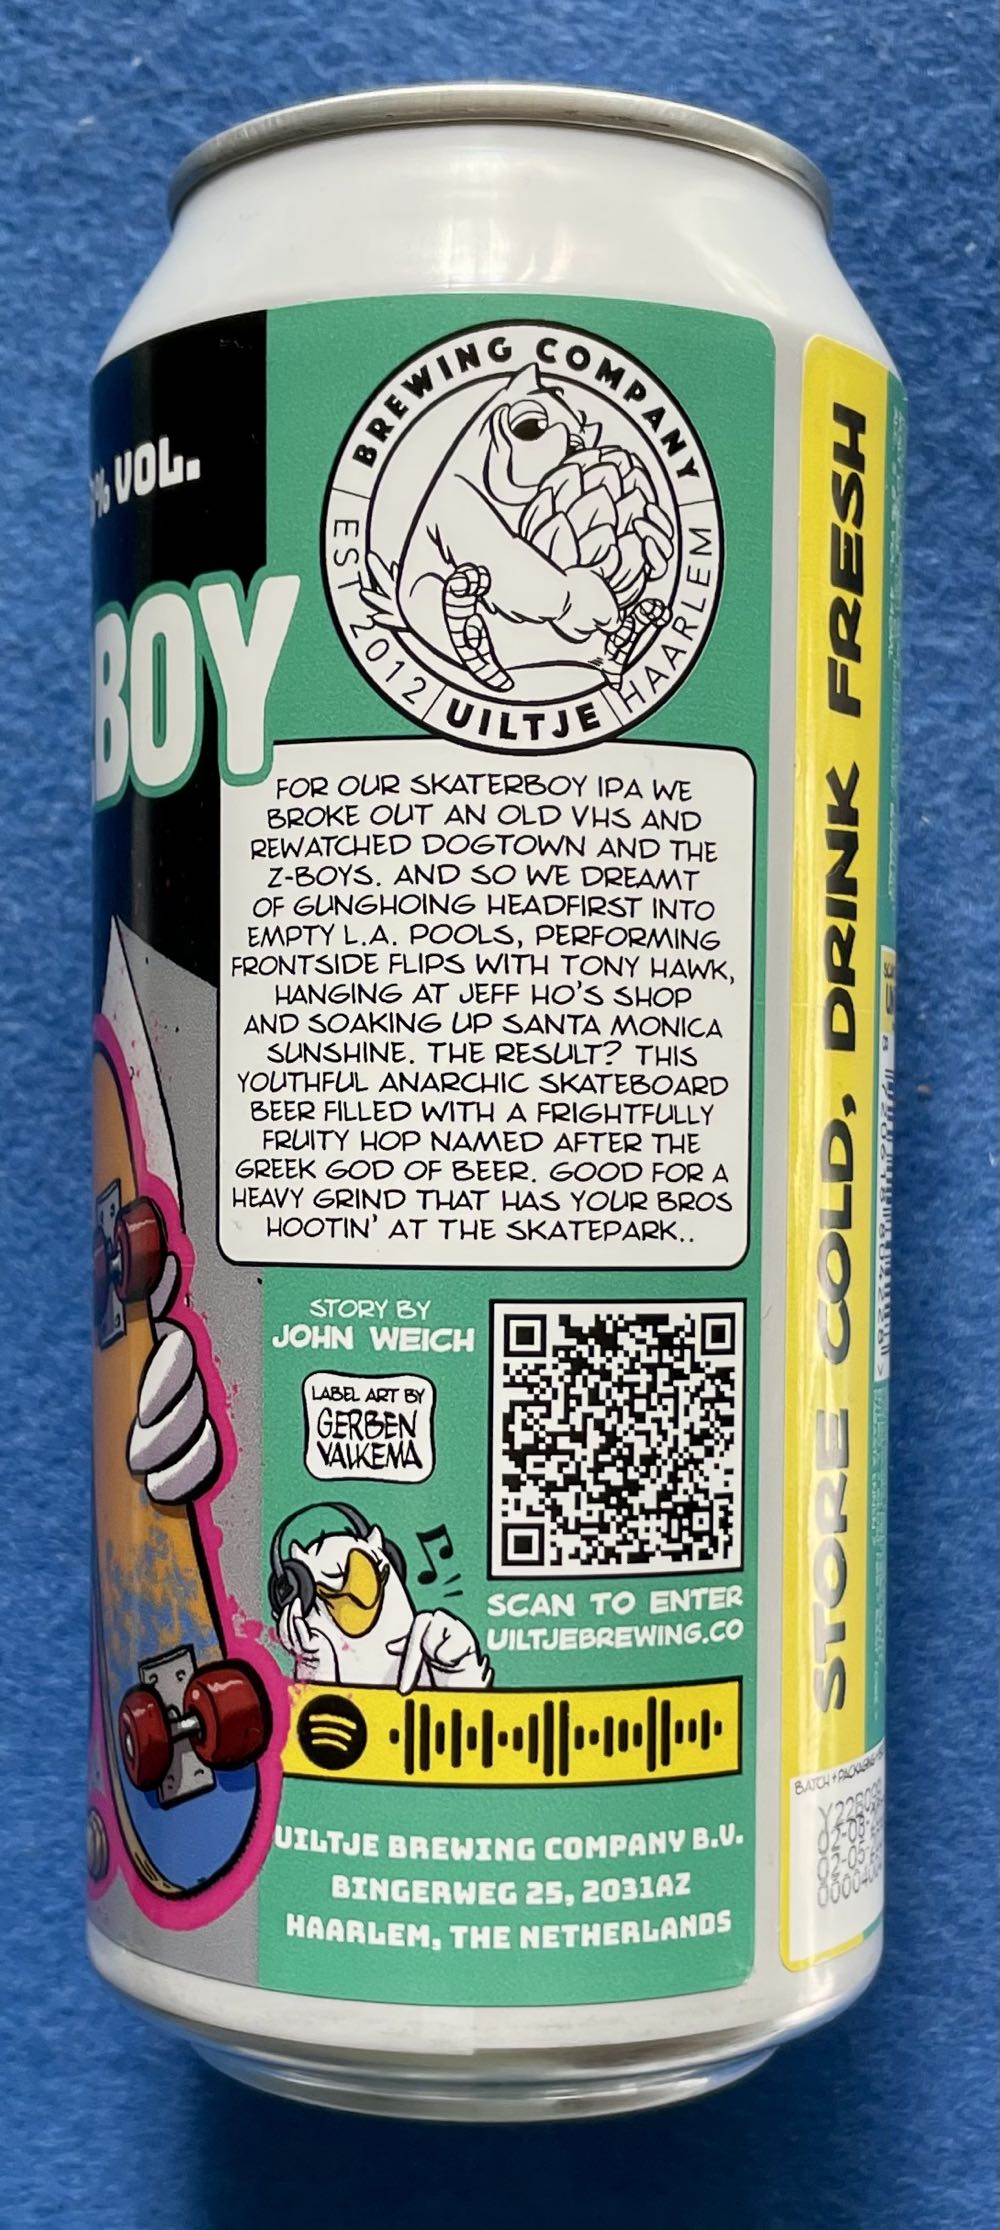 % VOL.
BOY
BREWING COMPANY
EST 2012
UILTJE
HAARLEM
FOR OUR SKATERBOY IPA WE
BROKE OUT AN OLD VHS AND
REWATCHED DOGTOWN AND THE
Z-BOYS. AND SO WE DREAMT
OF GUNGHOING HEADFIRST INTO
EMPTY L.A. POOLS, PERFORMING
FRONTSIDE FLIPS WITH TONY HAWK,
HANGING AT JEFF HO'S SHOP
AND SOAKING UP SANTA MONICA
SUNSHINE. THE RESULT? THIS
YOUTHFUL ANARCHIC SKATEBOARD
BEER FILLED WITH A FRIGHTFULLY
FRUITY HOP NAMED AFTER THE
GREEK GOD OF BEER. GOOD FOR A
HEAVY GRIND THAT HAS YOUR BROS
HOOTIN' AT THE SKATEPARK..
STORY BY
JOHN WEICH
LABEL ART BY
GERBEN
VALKEMA
SCAN TO ENTER
UILTJEBREWING.CO
UILTJE BREWING COMPANY B.V.
BINGERWEG 25, 2031AZ
HAARLEM, THE NETHERLANDS
STORE COLD, DRINK FRESH
BATCH + PACKAGING